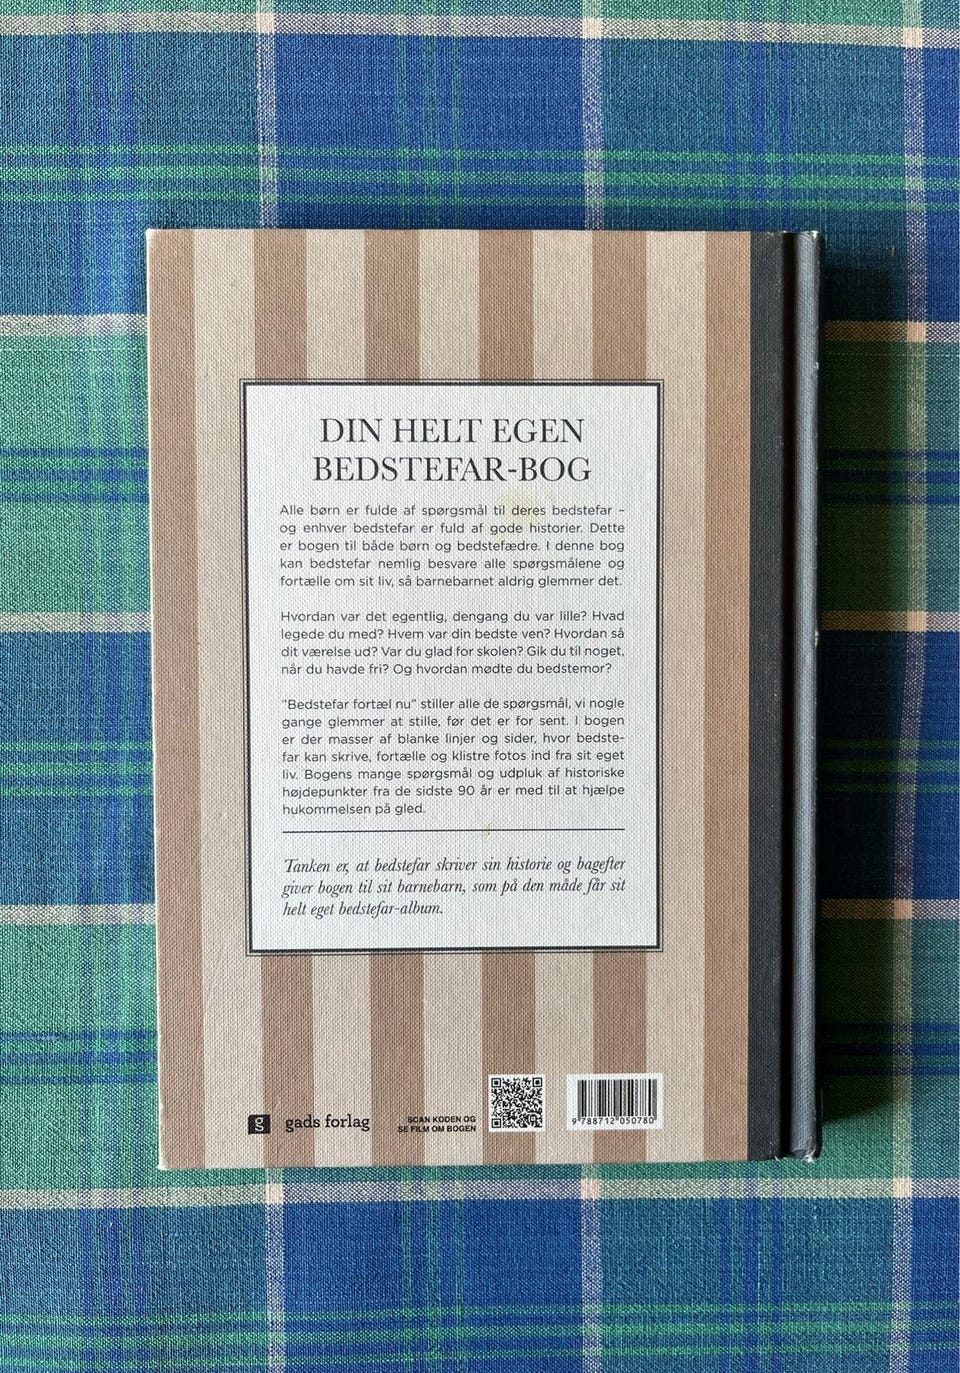 DIN HELT EGEN
BEDSTEFAR-BOG
Alle børn er fulde af spørgsmål til deres bedstefar –
og enhver bedstefar er fuld af gode historier. Dette
er bogen til både børn og bedstefædre. I denne bog
kan bedstefar nemlig besvare alle spørgsmålene og
fortælle om sit liv, så barnebarnet aldrig glemmer det.
Hvordan var det egentlig, dengang du var lille? Hvad
legede du med? Hvem var din bedste ven? Hvordan så
dit værelse ud? Var du glad for skolen? Gik du til noget,
når du havde fri? Og hvordan mødte du bedstemor?
"Bedstefar fortæl nu" stiller alle de spørgsmål, vi nogle
gange glemmer at stille, før det er for sent. I bogen
er der masser af blanke linjer og sider, hvor bedste-
far kan skrive, fortælle og klistre fotos ind fra sit eget
liv. Bogens mange spørgsmål og udpluk af historiske
højdepunkter fra de sidste 90 år er med til at hjælpe
hukommelsen på gled.
Tanken er, at bedstefar skriver sin historie og bagefter
giver bogen til sit barnebarn, som på den måde får sit
helt eget bedstefar-album.
g gads forlag
SCAN KODEN OG
SE FILM OM BOGEN
9 788712 050780